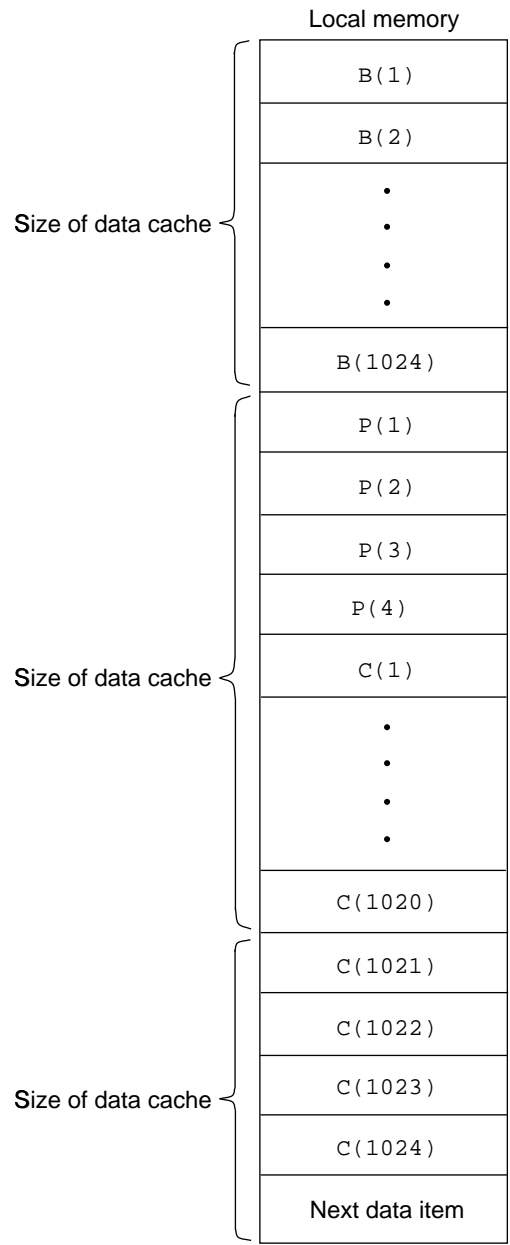 Local memory
B(1)
B(2)
Size of data cache
B(1024)
P(1)
P(2)
P(3)
P(4)
Size of data cache
C(1)
C(1020)
C(1021)
C(1022)
C(1023)
Size of data cache
C(1024)
Next data item